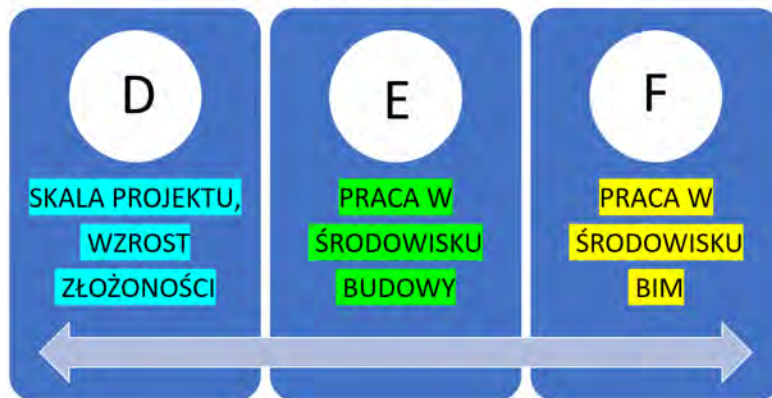 D
SKALA PROJEKTU,
WZROST
ZŁOŻONOŚCI
E
PRACA W
ŚRODOWISKU
BUDOWY
F
PRACA W
ŚRODOWISKU
BIM